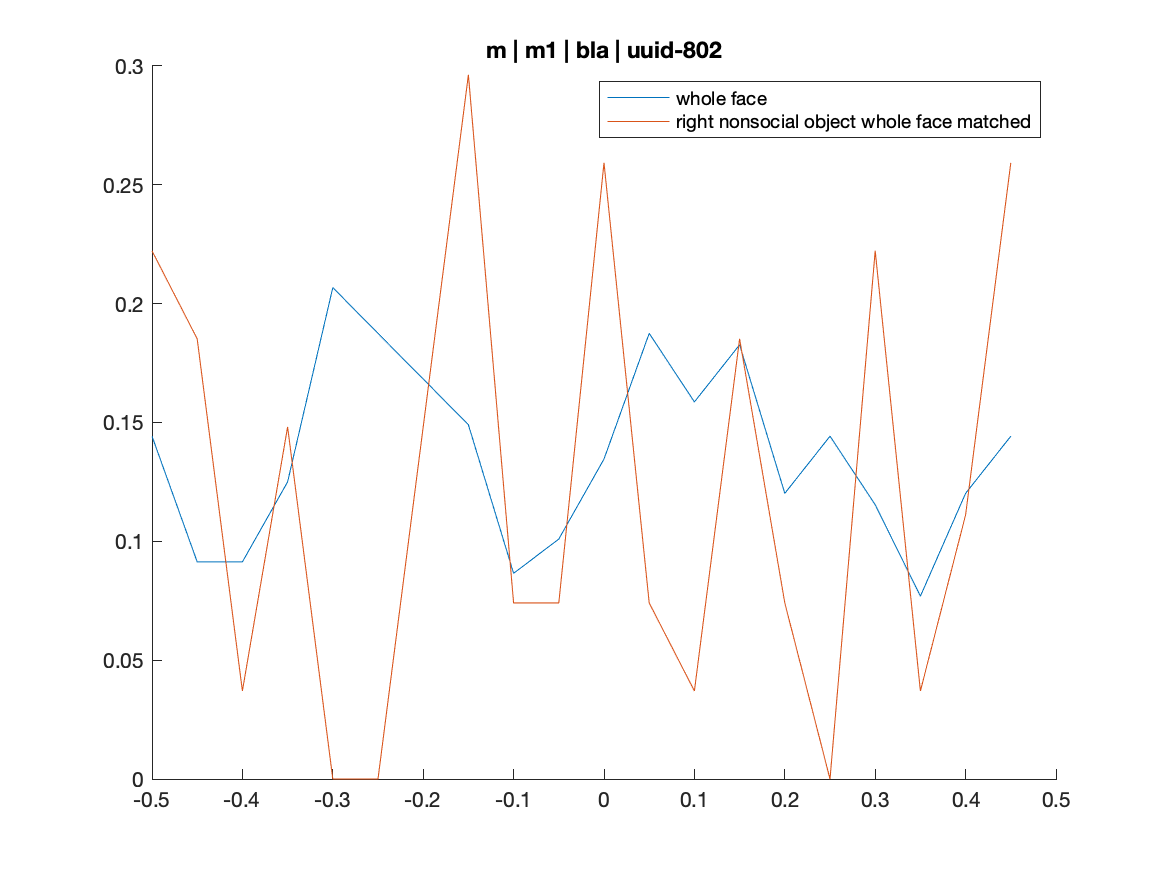 m | m1 | bla | uuid-802
whole face
right nonsocial object whole face matched
0.3
0.25
0.2
0.15
0.1
0.05
0
-0.5 -0.4 -0.3 -0.2 -0.1 0 0.1 0.2 0.3 0.4 0.5